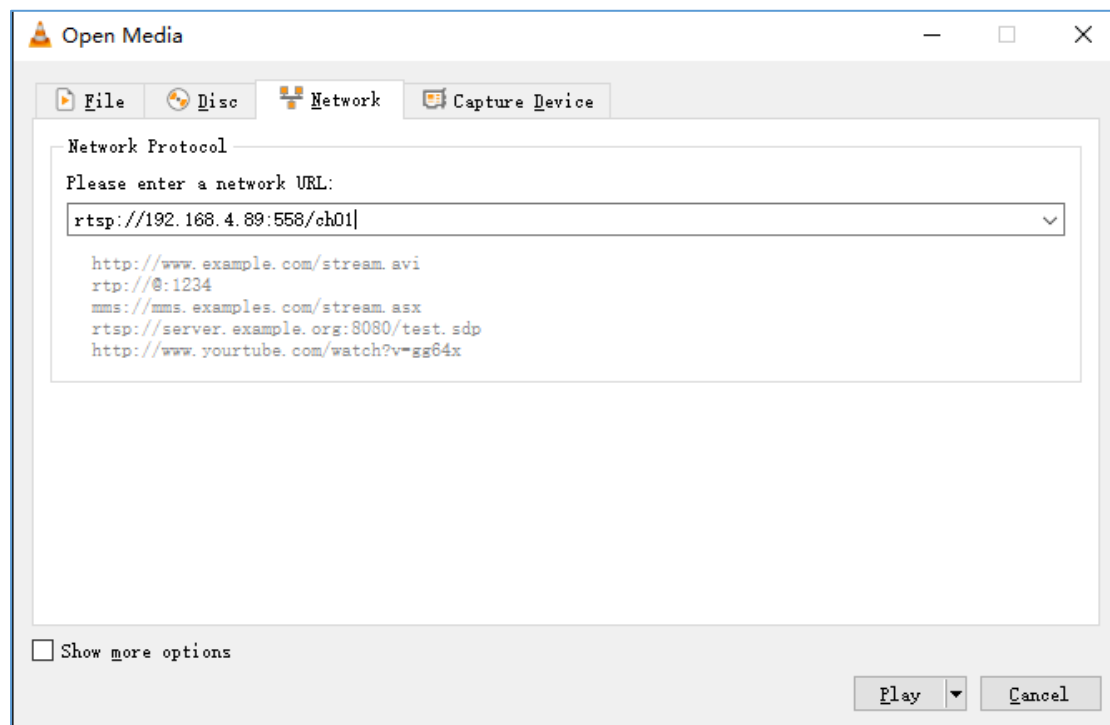 Open Media
File Disc Network Capture Device
Network Protocol
Please enter a network URL:
rtsp://192.168.4.89:558/ch01
http://www.example.com/stream.avi
rtp://@:1234
mms://mms.examples.com/stream.asx
rtsp://server.example.org:8080/test.sdp
http://www.yourtube.com/watch?v=gg64x
Show more options
Play Cancel